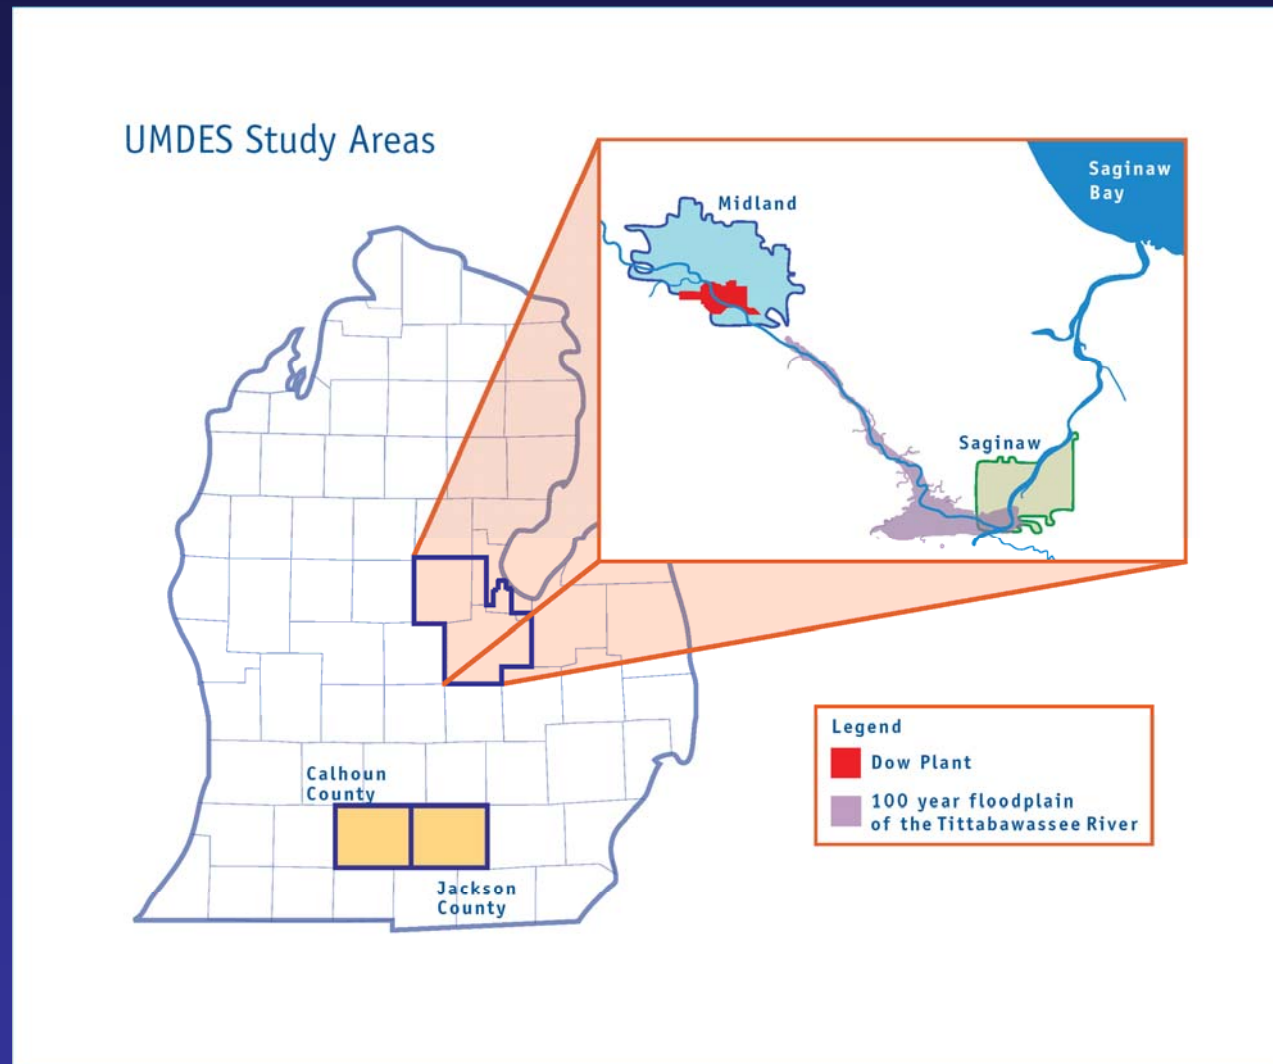 UMDES Study Areas
Saginaw
Bay
Midland
Saginaw
Calhoun
County
Jackson
County
Legend
Dow Plant
100 year floodplain
of the Tittabawassee River